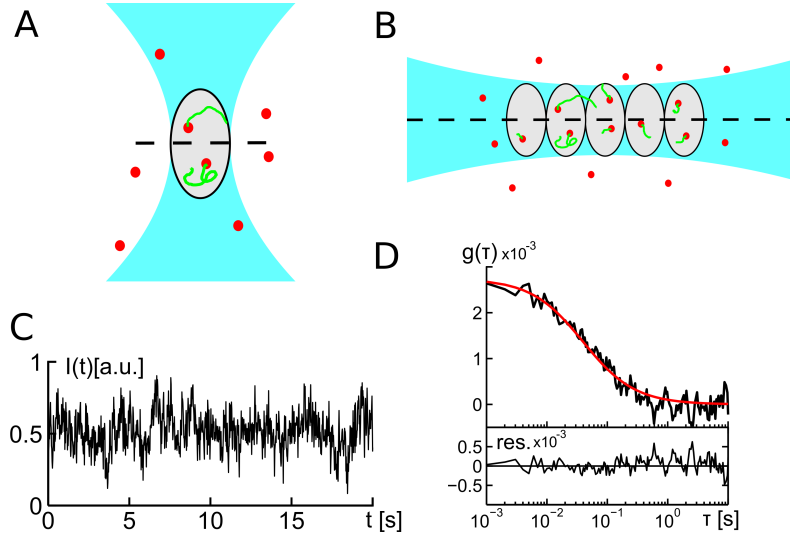 A
B
C
I(t)[a.u.]
1
0.5
0
0 5 10 15 t [s]
D
g(τ) x10⁻³
2
0
res. x10⁻³
0.5
0
−0.5
10⁻³ 10⁻² 10⁻¹ 10⁰ τ [s]